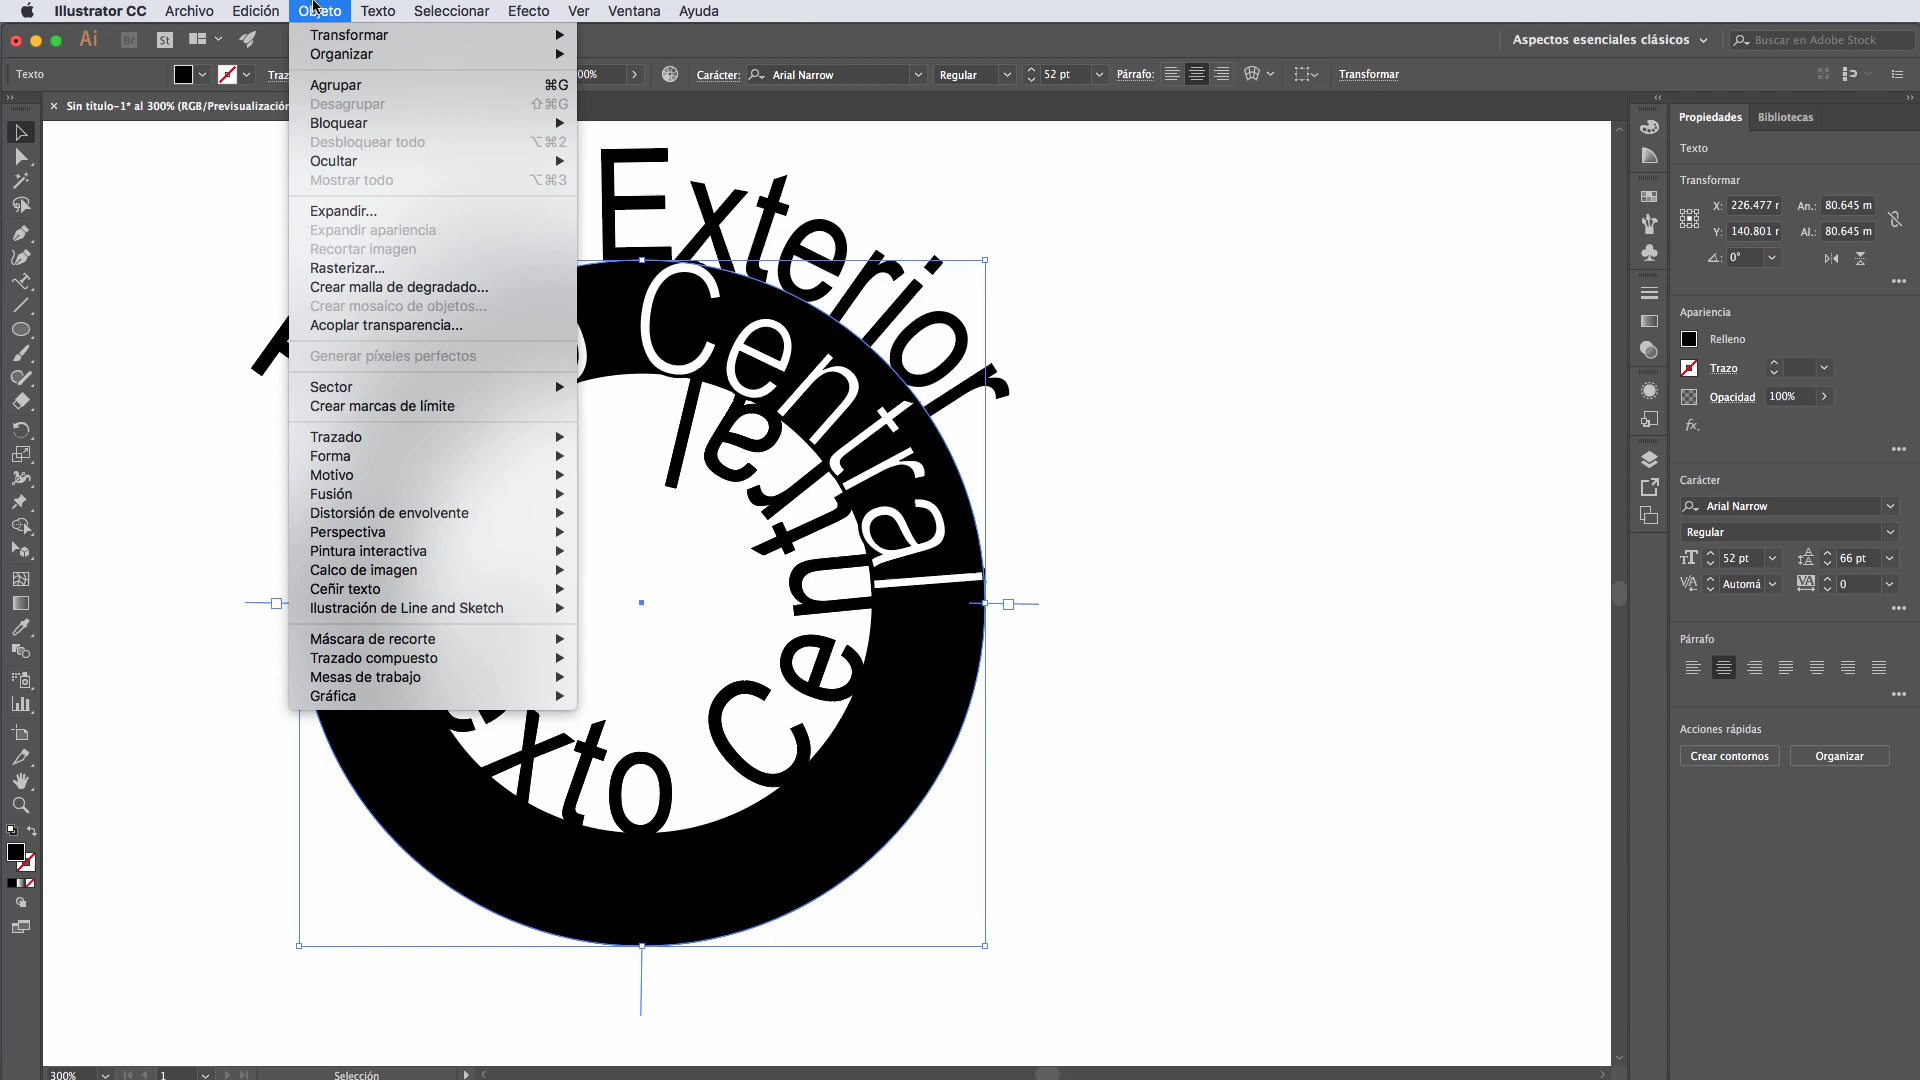 Illustrator CC Archivo Edición Objeto Texto Seleccionar Efecto Ver Ventana Ayuda
Ai Br St Aspectos esenciales clásicos Buscar en Adobe Stock
Texto Carácter: Arial Narrow Regular 52 pt Párrafo: Transformar
Sin título-1* al 300% (RGB/Previsualización
Transformar
Organizar
Agrupar ⌘G
Desagrupar ⇧⌘G
Bloquear
Desbloquear todo ⌥⌘2
Ocultar
Mostrar todo ⌥⌘3
Expandir...
Expandir apariencia
Recortar imagen
Rasterizar...
Crear malla de degradado...
Crear mosaico de objetos...
Acoplar transparencia...
Generar píxeles perfectos
Sector
Crear marcas de límite
Trazado
Forma
Motivo
Fusión
Distorsión de envolvente
Perspectiva
Pintura interactiva
Calco de imagen
Ceñir texto
Ilustración de Line and Sketch
Máscara de recorte
Trazado compuesto
Mesas de trabajo
Gráfica
Exterior
Central
exto Central
Propiedades Bibliotecas
Texto
Transformar
X: 226.477 r An.: 80.645 m
Y: 140.801 r Al.: 80.645 m
0°
Apariencia
Relleno
Trazo
Opacidad 100%
fx.
Carácter
Arial Narrow
Regular
52 pt 66 pt
Automá 0
Párrafo
Acciones rápidas
Crear contornos Organizar
300% 1 Selección